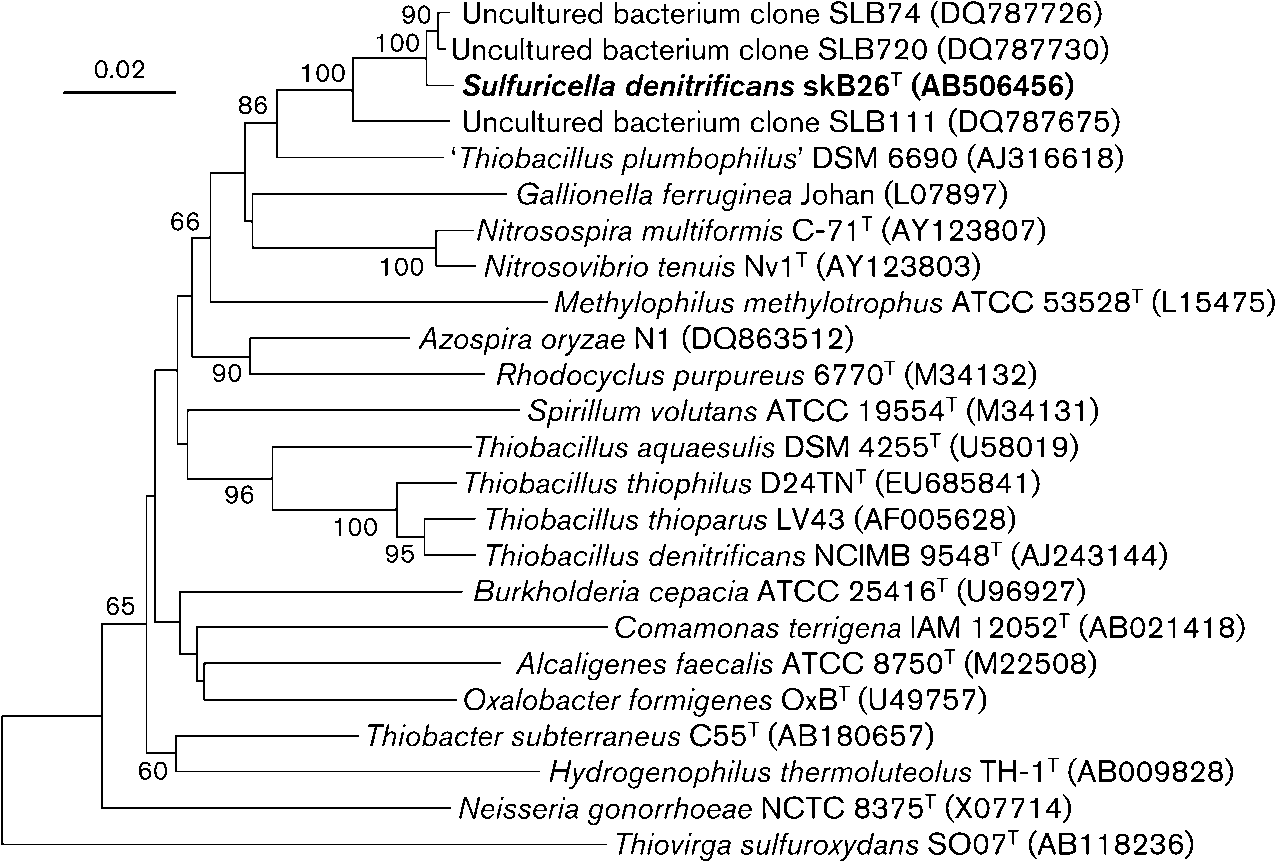 90 Uncultured bacterium clone SLB74 (DQ787726)
100 Uncultured bacterium clone SLB720 (DQ787730)
0.02
100 Sulfuricella denitrificans skB26ᵀ (AB506456)
86 Uncultured bacterium clone SLB111 (DQ787675)
‘Thiobacillus plumbophilus’ DSM 6690 (AJ316618)
Gallionella ferruginea Johan (L07897)
66 Nitrosospira multiformis C-71ᵀ (AY123807)
100 Nitrosovibrio tenuis Nv1ᵀ (AY123803)
Methylophilus methylotrophus ATCC 53528ᵀ (L15475)
Azospira oryzae N1 (DQ863512)
90 Rhodocyclus purpureus 6770ᵀ (M34132)
Spirillum volutans ATCC 19554ᵀ (M34131)
Thiobacillus aquaesulis DSM 4255ᵀ (U58019)
96 Thiobacillus thiophilus D24TNᵀ (EU685841)
100 Thiobacillus thioparus LV43 (AF005628)
95 Thiobacillus denitrificans NCIMB 9548ᵀ (AJ243144)
Burkholderia cepacia ATCC 25416ᵀ (U96927)
65 Comamonas terrigena IAM 12052ᵀ (AB021418)
Alcaligenes faecalis ATCC 8750ᵀ (M22508)
Oxalobacter formigenes OxBᵀ (U49757)
Thiobacter subterraneus C55ᵀ (AB180657)
60 Hydrogenophilus thermoluteolus TH-1ᵀ (AB009828)
Neisseria gonorrhoeae NCTC 8375ᵀ (X07714)
Thiovirga sulfuroxydans SO07ᵀ (AB118236)